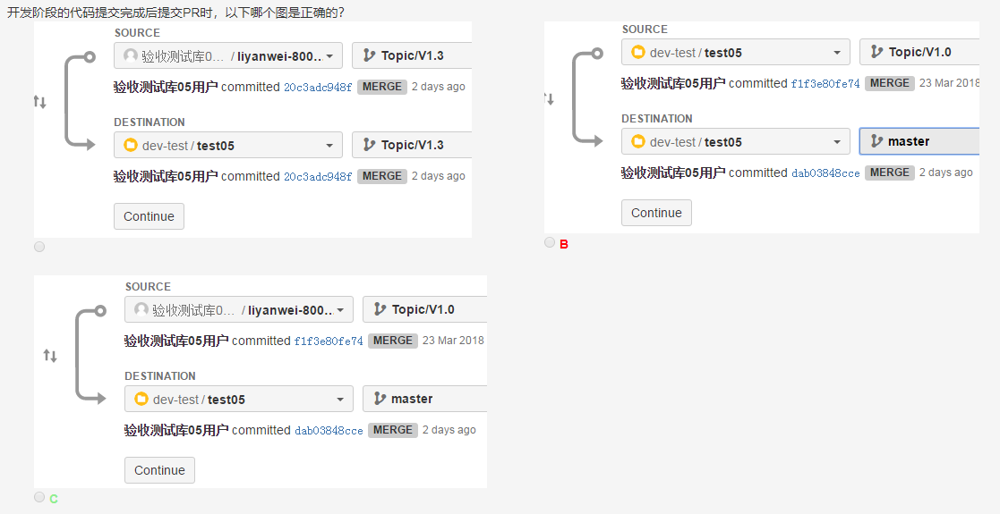 开发阶段的代码提交完成后提交PR时，以下哪个图是正确的？
SOURCE
验收测试库0... / liyanwei-800... Topic/V1.3
验收测试库05用户 committed 20c3adc948f MERGE 2 days ago
DESTINATION
dev-test / test05 Topic/V1.3
验收测试库05用户 committed 20c3adc948f MERGE 2 days ago
Continue
SOURCE
dev-test / test05 Topic/V1.0
验收测试库05用户 committed f1f3e80fe74 MERGE 23 Mar 2018
DESTINATION
dev-test / test05 master
验收测试库05用户 committed dab03848cce MERGE 2 days ago
Continue
B
SOURCE
验收测试库0... / liyanwei-800... Topic/V1.0
验收测试库05用户 committed f1f3e80fe74 MERGE 23 Mar 2018
DESTINATION
dev-test / test05 master
验收测试库05用户 committed dab03848cce MERGE 2 days ago
Continue
C